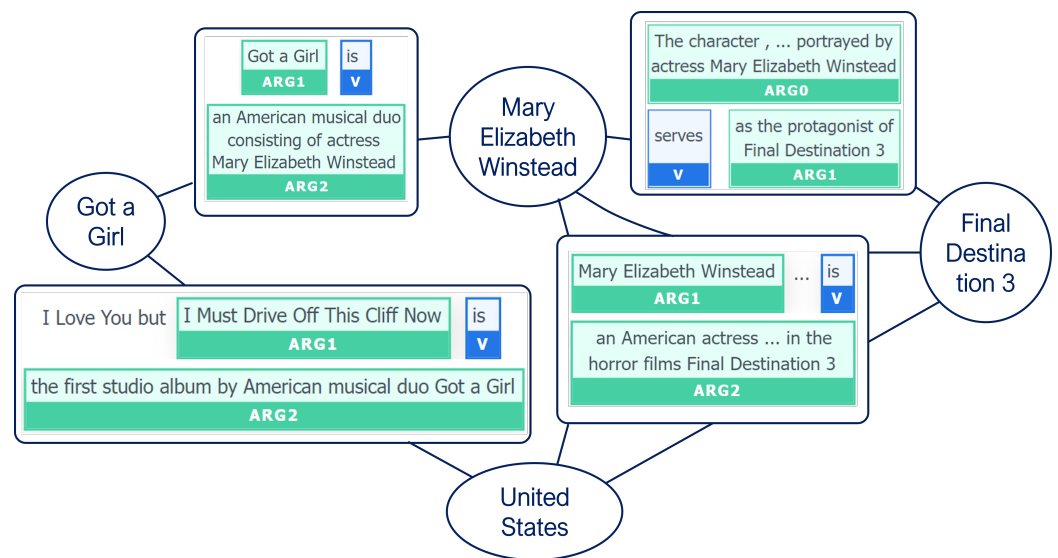 Got a Girl is
ARG1 V
an American musical duo
consisting of actress
Mary Elizabeth Winstead
ARG2
Mary
Elizabeth
Winstead
The character , ... portrayed by
actress Mary Elizabeth Winstead
ARG0
serves
V
as the protagonist of
Final Destination 3
ARG1
Got a
Girl
Final
Destina
tion 3
I Love You but I Must Drive Off This Cliff Now is
ARG1 V
the first studio album by American musical duo Got a Girl
ARG2
Mary Elizabeth Winstead ... is
ARG1 V
an American actress ... in the
horror films Final Destination 3
ARG2
United
States